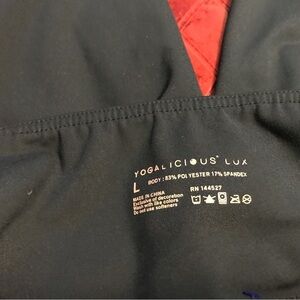 YOGALICIOUS® LUX
L
BODY : 83% POLYESTER 17% SPANDEX
MADE IN CHINA
RN 144527
Exclusive of decoration
Wash with like colors
Do not use softeners